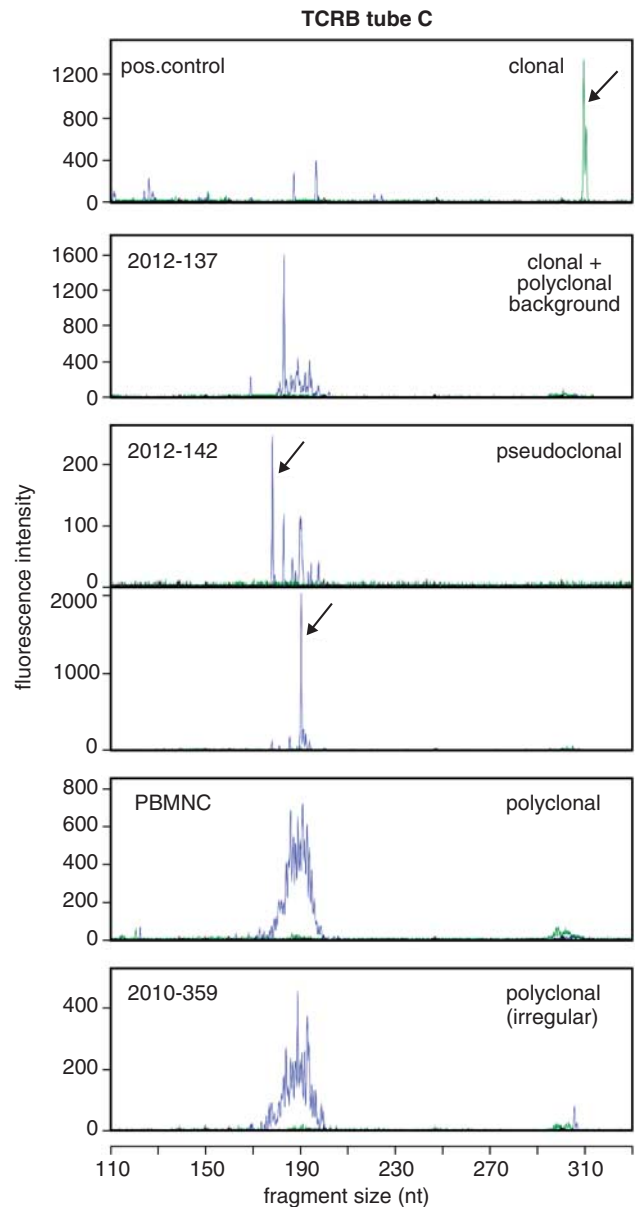 TCRB tube C
pos.control
clonal
1200
800
400
0
2012-137
clonal +
polyclonal
background
1600
1200
800
400
0
2012-142
pseudoclonal
200
100
0
2000
1000
0
fluorescence intensity
PBMNC
polyclonal
800
600
400
200
0
2010-359
polyclonal
(irregular)
400
200
0
110 150 190 230 270 310
fragment size (nt)